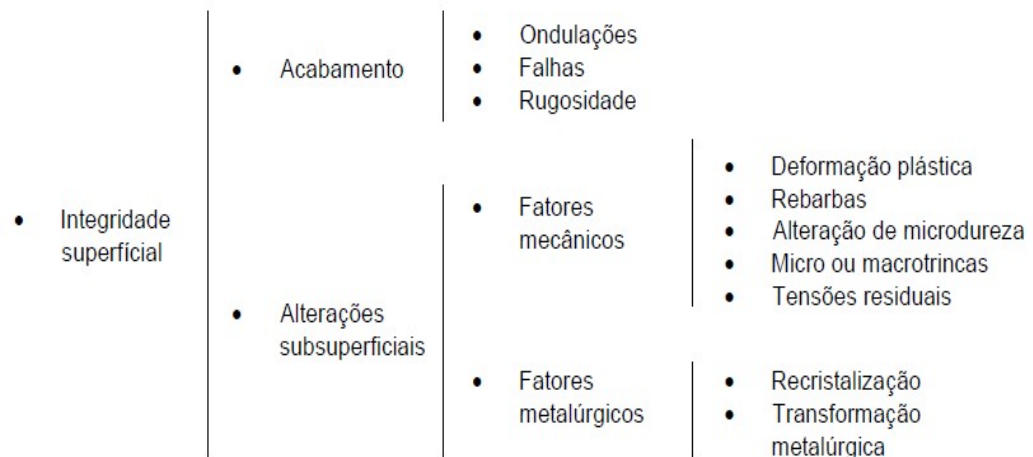 • Integridade
superfícial
• Acabamento
• Ondulações
• Falhas
• Rugosidade
• Alterações
subsuperficiais
• Fatores
mecânicos
• Deformação plástica
• Rebarbas
• Alteração de microdureza
• Micro ou macrotrincas
• Tensões residuais
• Fatores
metalúrgicos
• Recristalização
• Transformação
metalúrgica